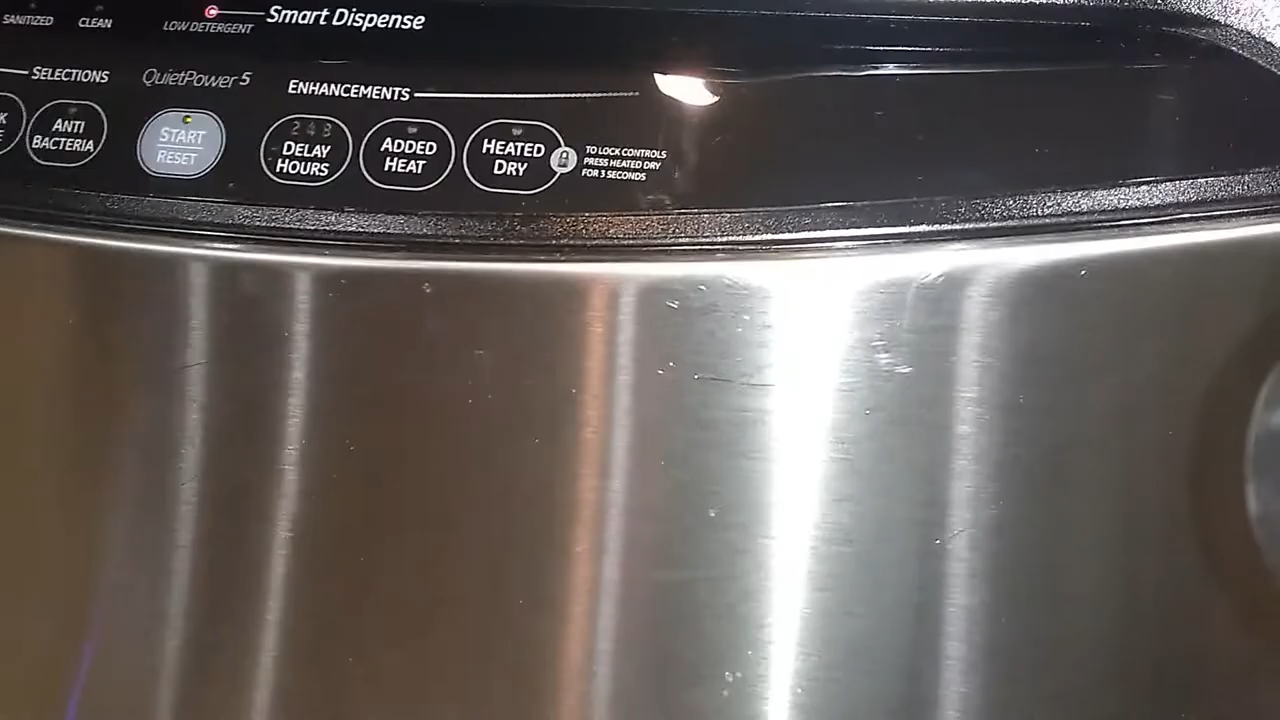 SANITIZED
CLEAN
LOW DETERGENT
Smart Dispense
SELECTIONS
QuietPower 5
ENHANCEMENTS
ANTI
BACTERIA
START
RESET
2 4 8
DELAY
HOURS
ADDED
HEAT
HEATED
DRY
TO LOCK CONTROLS
PRESS HEATED DRY
FOR 3 SECONDS